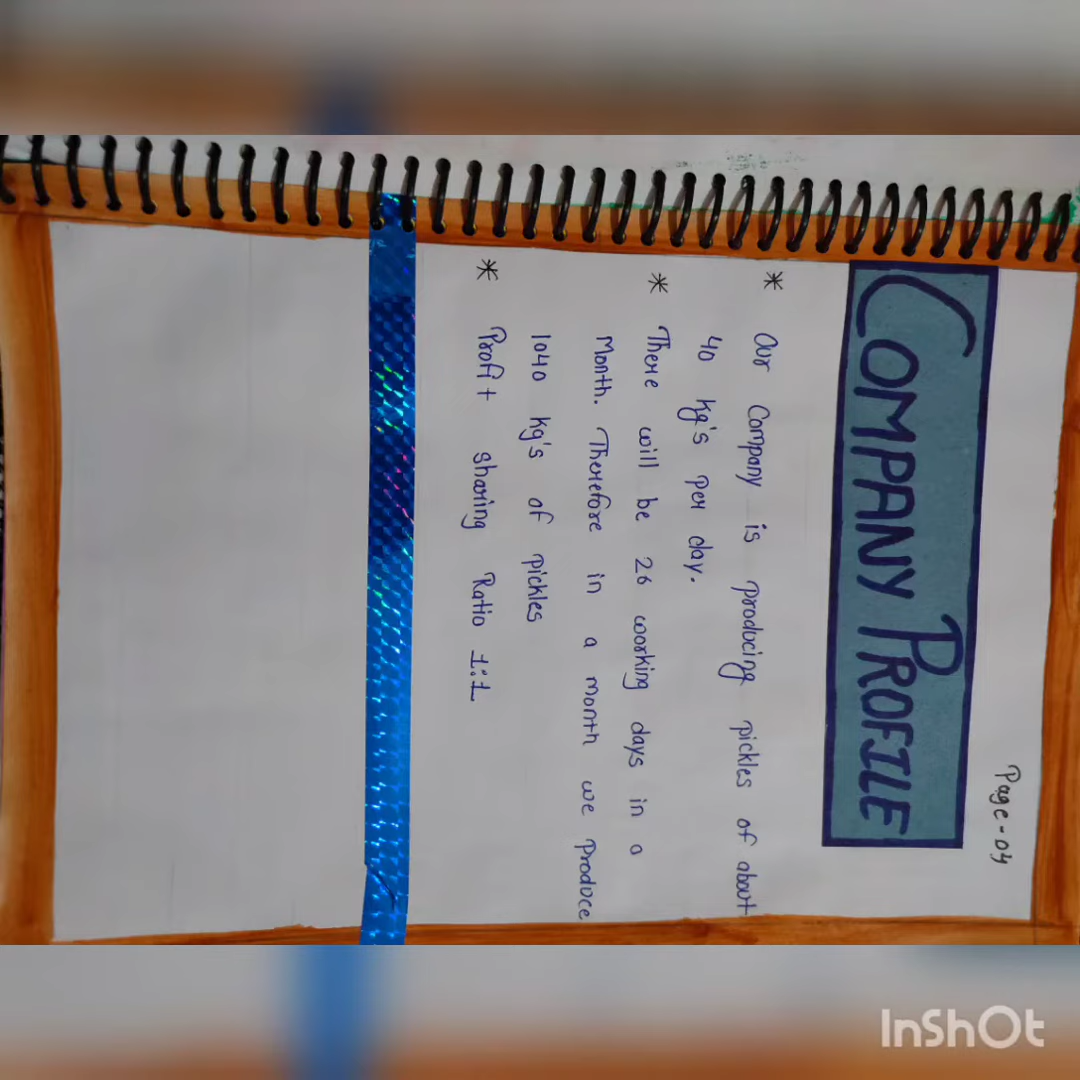 Page-04
COMPANY PROFILE
* Our Company is producing pickles of about
40 kg's per day.
* There will be 26 working days in a
month. Therefore in a month we produce
1040 kg's of pickles
* Profit sharing Ratio 1:1
InShOt